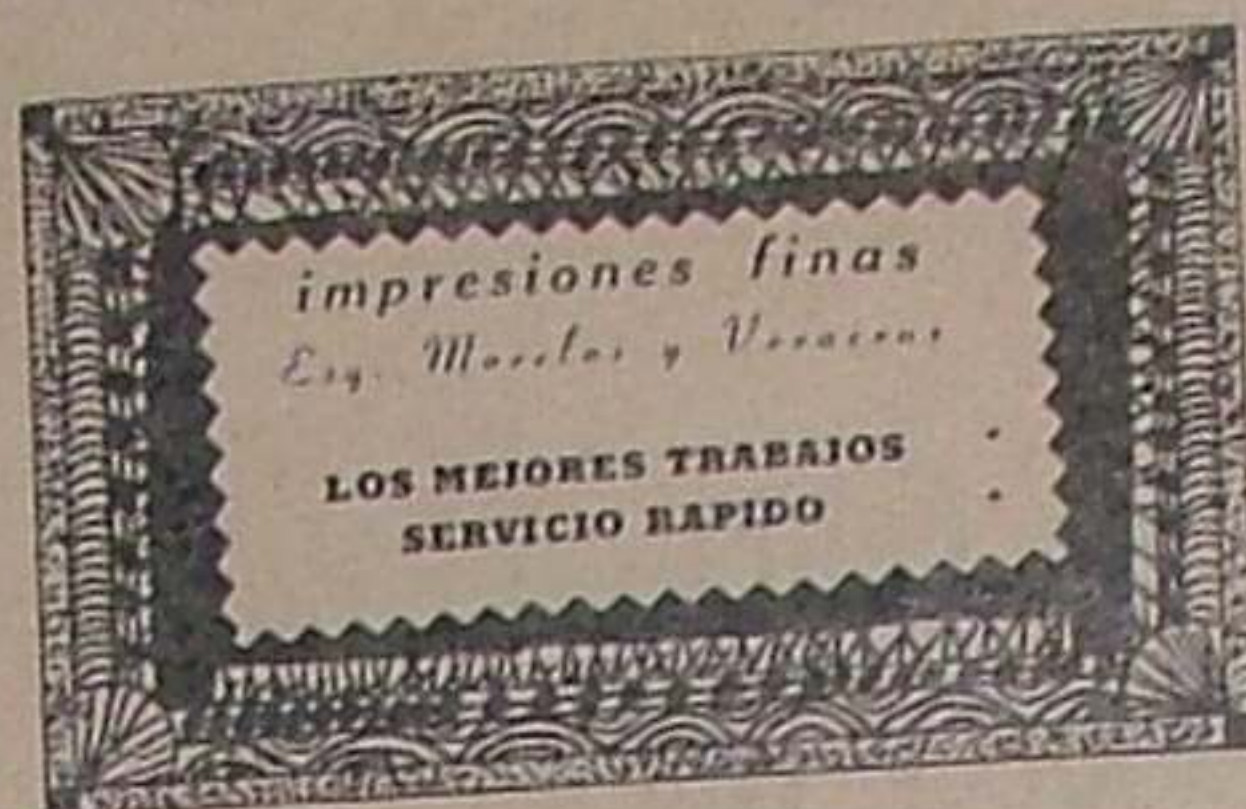 impresiones finas
Esq. Morelos y Veracruz
LOS MEJORES TRABAJOS
SERVICIO RAPIDO